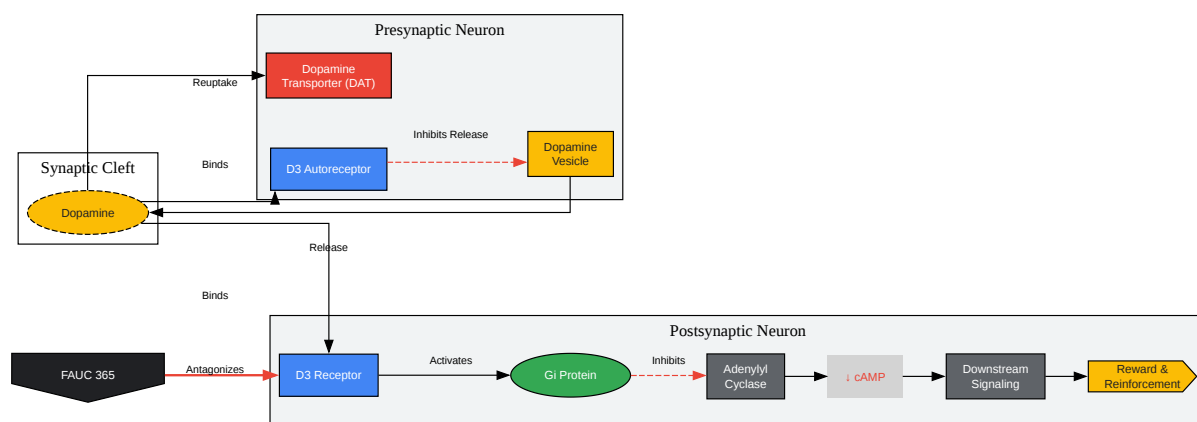 Presynaptic Neuron
Dopamine
Transporter (DAT)
Reuptake
Inhibits Release
Dopamine
Vesicle
Synaptic Cleft
Binds
D3 Autoreceptor
Dopamine
Release
Binds
Postsynaptic Neuron
FAUC 365
Antagonizes
D3 Receptor
Activates
Gi Protein
Inhibits
Adenylyl
Cyclase
↓ cAMP
Downstream
Signaling
Reward &
Reinforcement